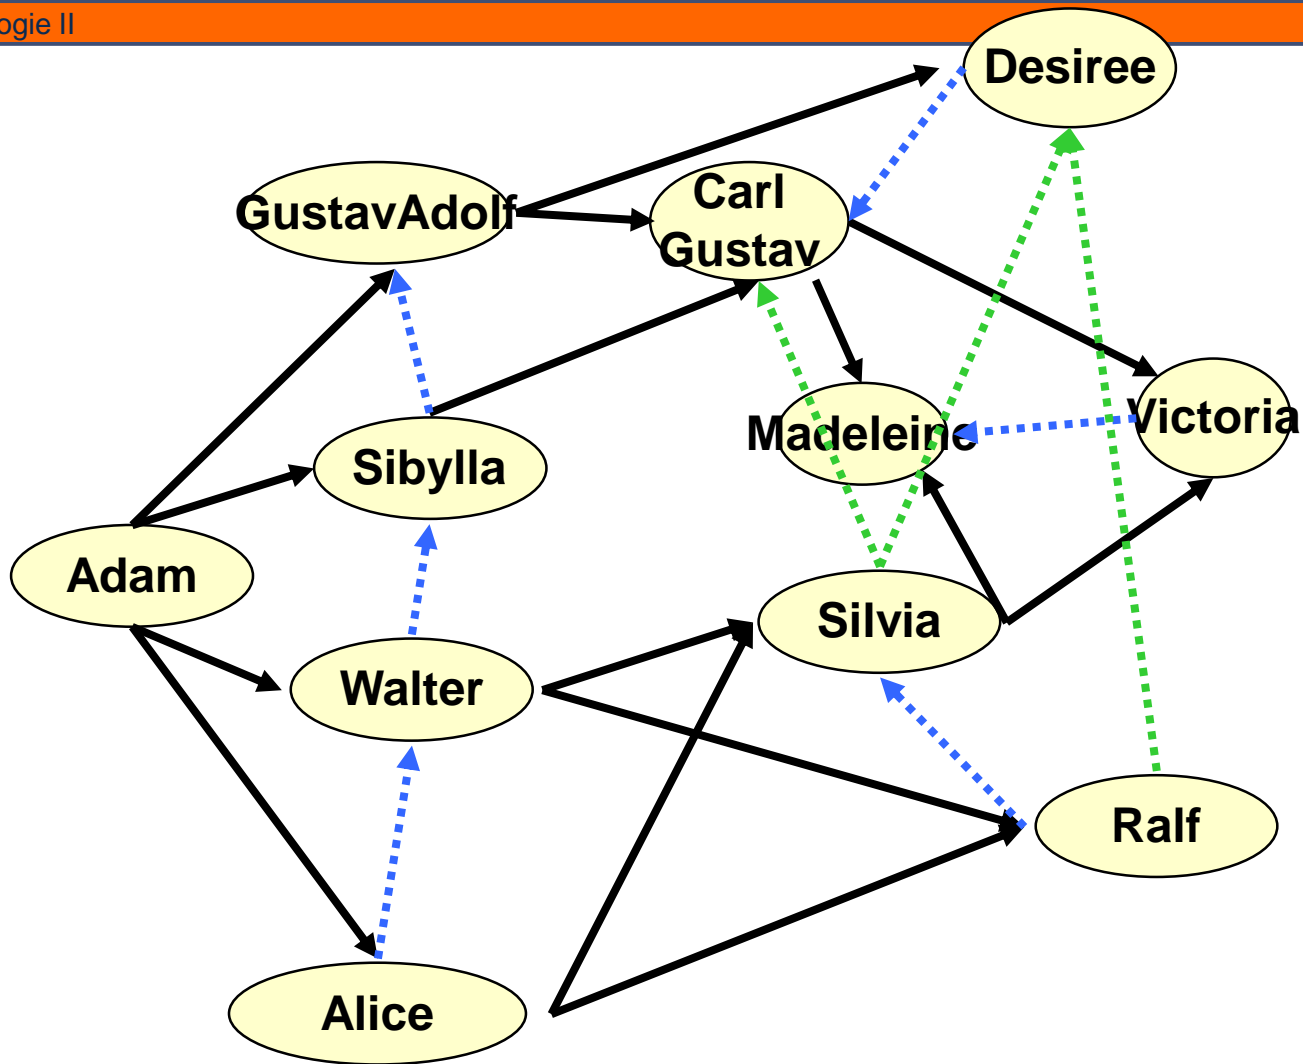 ogie II
Desiree
GustavAdolf
Carl
Gustav
Madeleine
Victoria
Sibylla
Adam
Silvia
Walter
Ralf
Alice